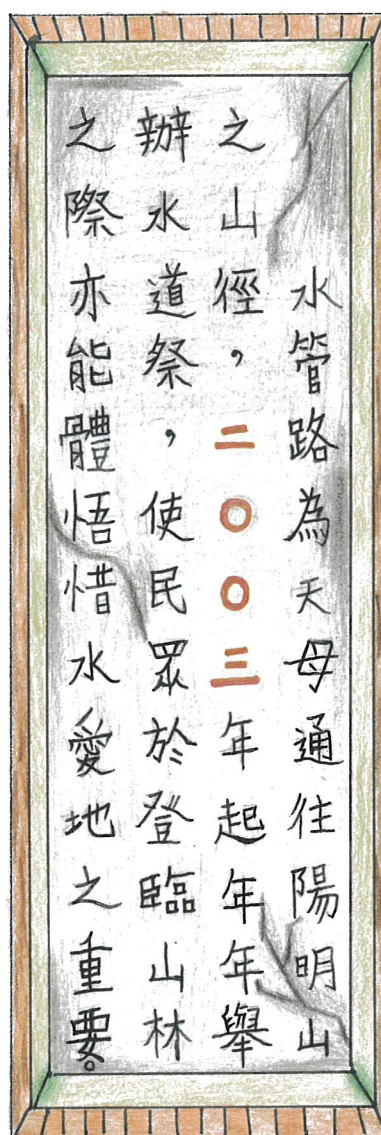 水管路為天母通往陽明山
之山徑，二〇〇三年起年年舉
辦水道祭，使民眾於登臨山林
之際亦能體悟惜水愛地之重要。